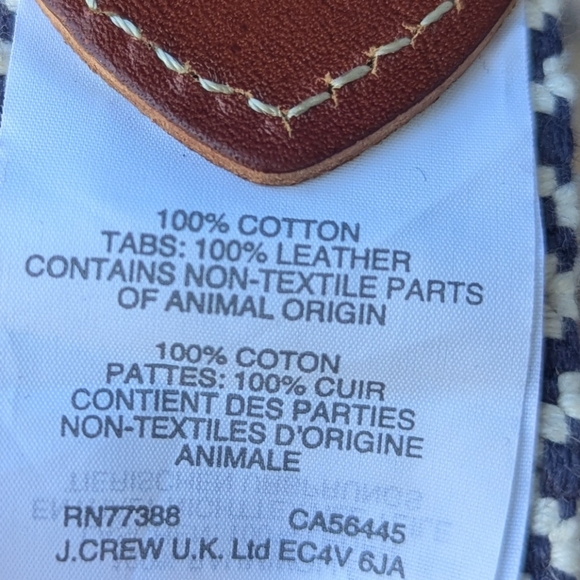 100% COTTON
TABS: 100% LEATHER
CONTAINS NON-TEXTILE PARTS
OF ANIMAL ORIGIN
100% COTON
PATTES: 100% CUIR
CONTIENT DES PARTIES
NON-TEXTILES D'ORIGINE
ANIMALE
RN77388 CA56445
J.CREW U.K. Ltd EC4V 6JA